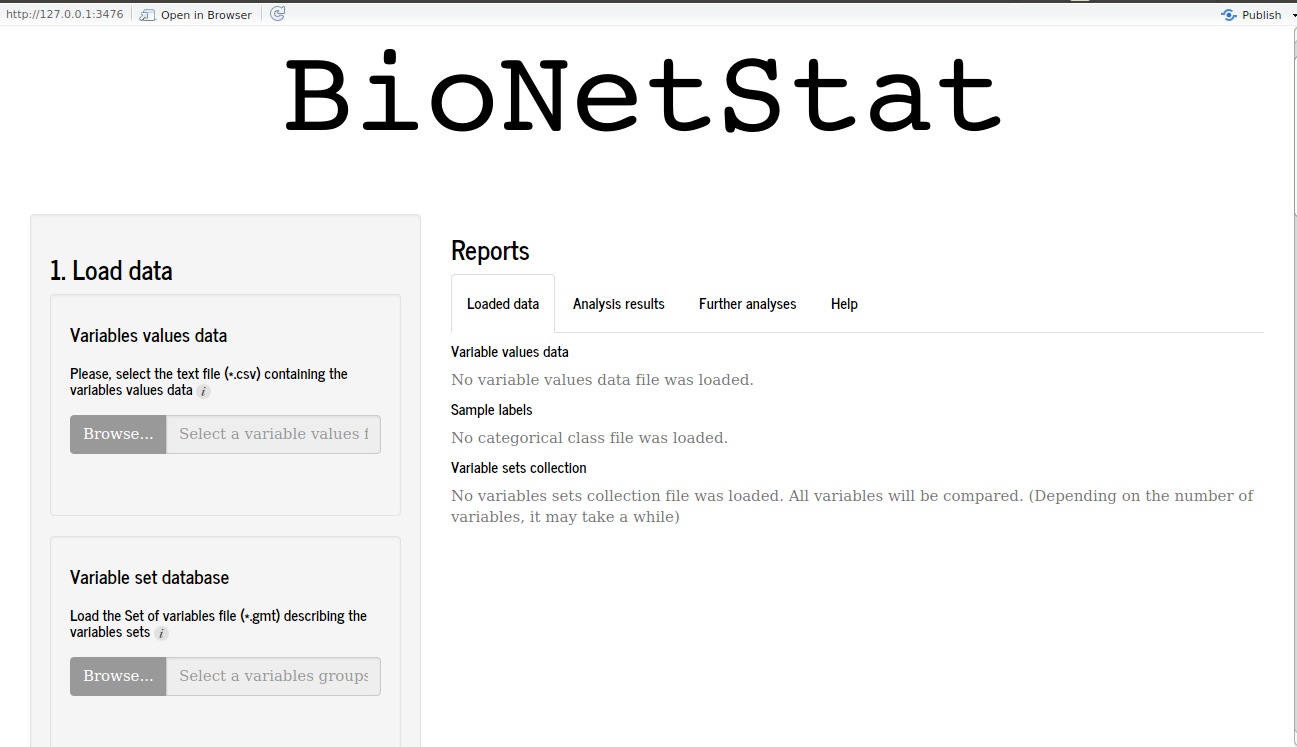 http://127.0.0.1:3476 Open in Browser Publish
BioNetStat
1. Load data
Variables values data
Please, select the text file (*.csv) containing the
variables values data i
Browse... Select a variable values f
Variable set database
Load the Set of variables file (*.gmt) describing the
variables sets i
Browse... Select a variables groups
Reports
Loaded data Analysis results Further analyses Help
Variable values data
No variable values data file was loaded.
Sample labels
No categorical class file was loaded.
Variable sets collection
No variables sets collection file was loaded. All variables will be compared. (Depending on the number of
variables, it may take a while)